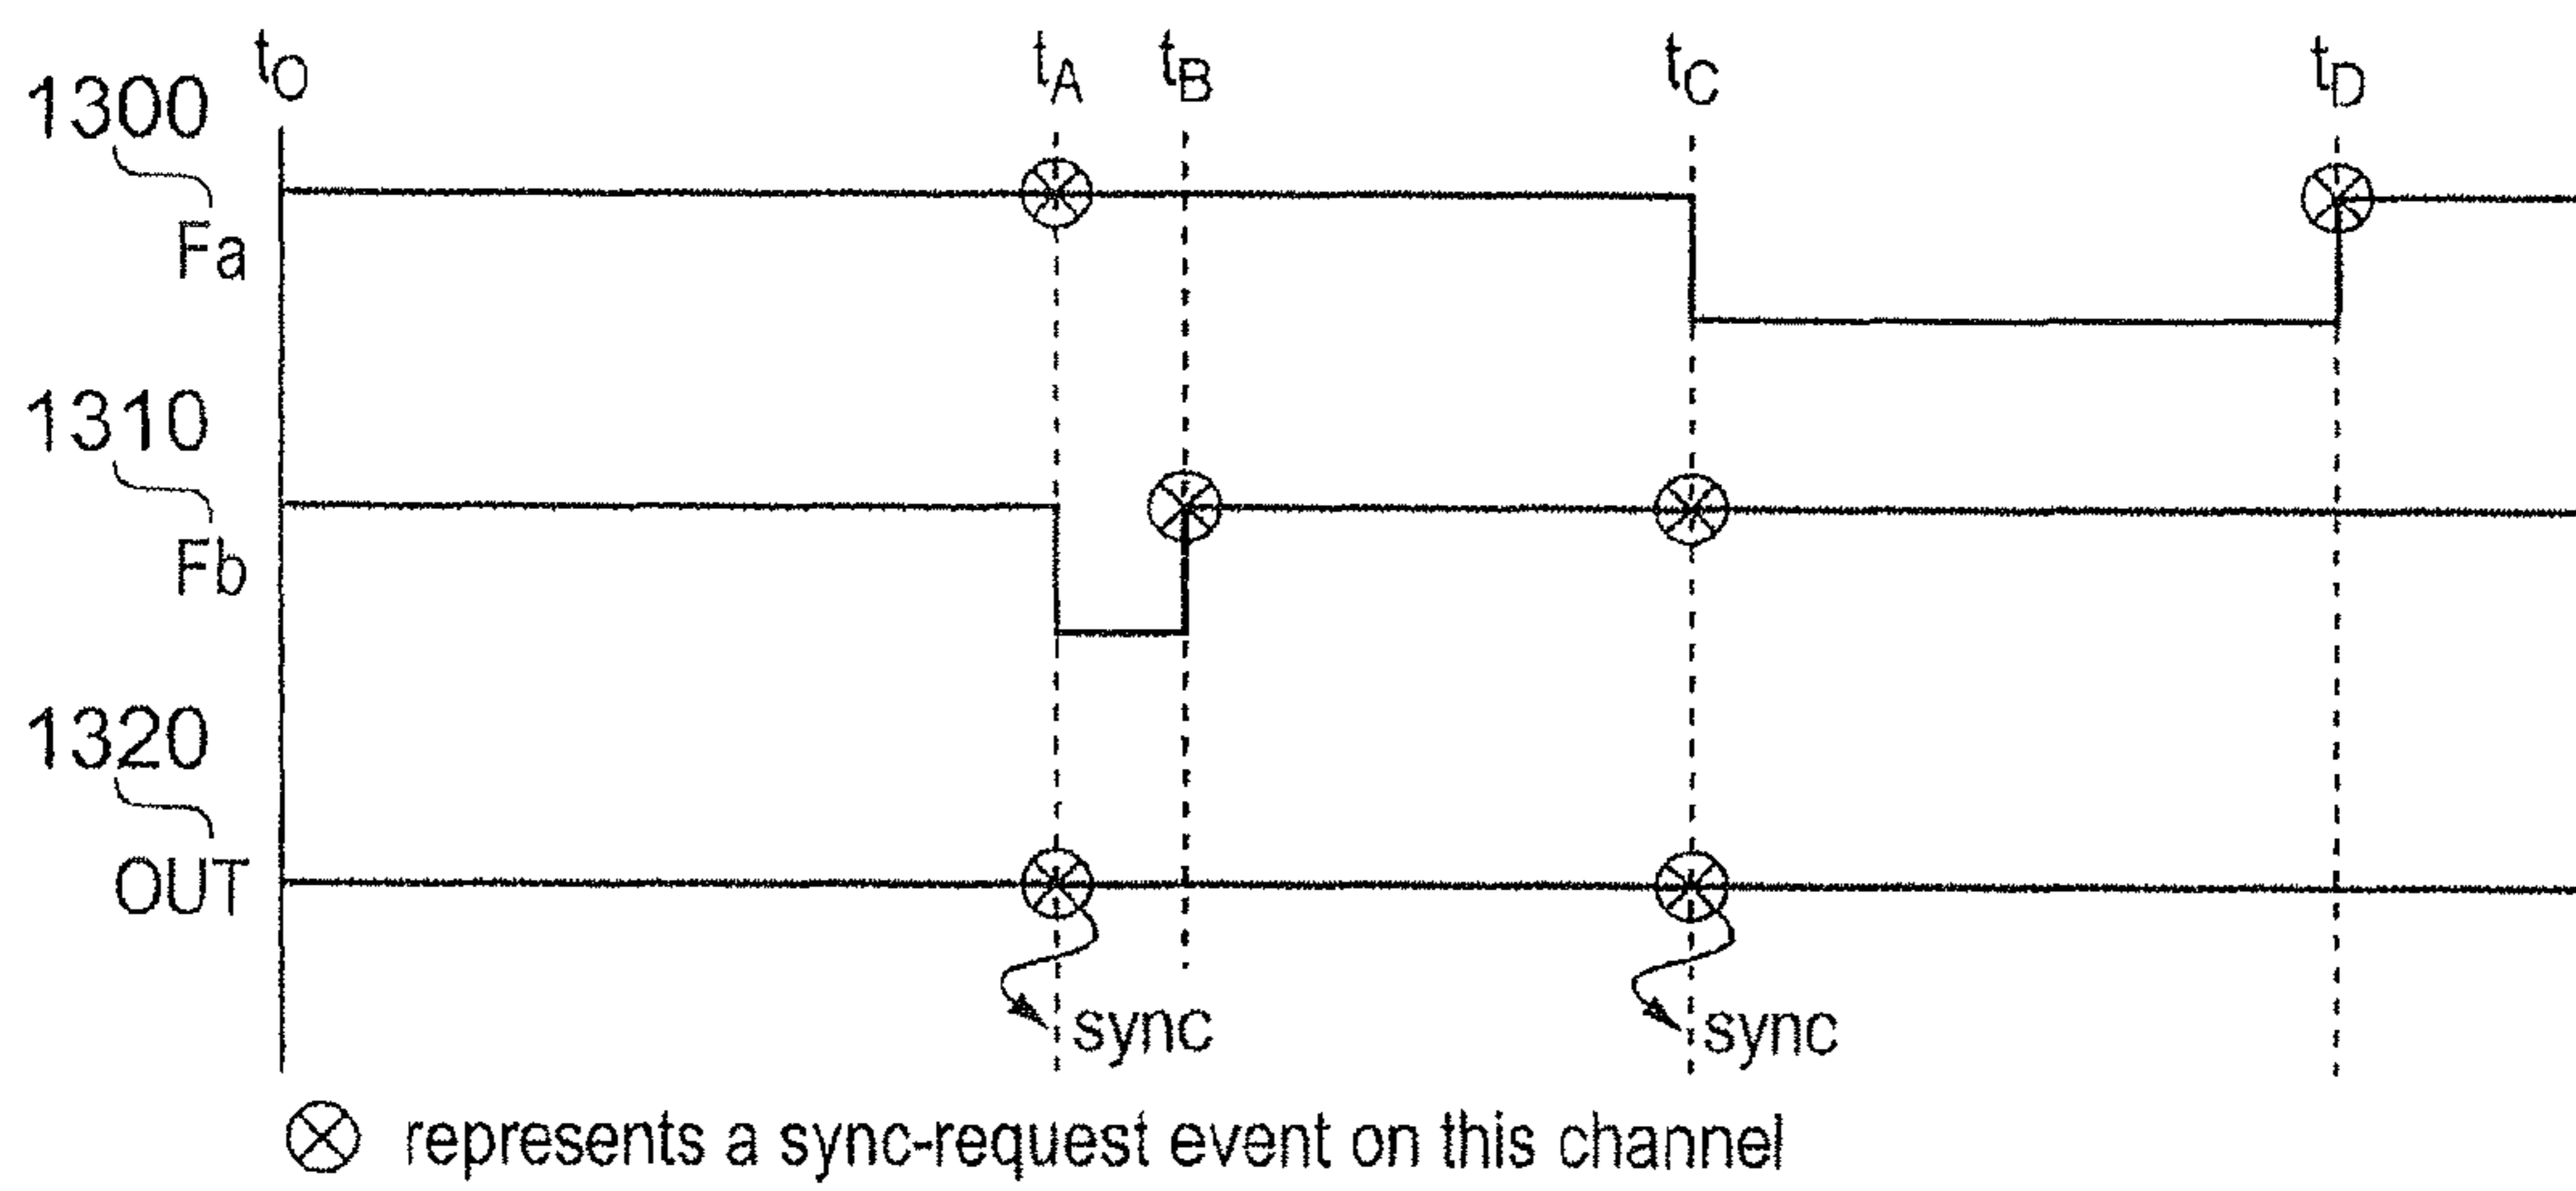 tO tA tB tC tD
1300
Fa
1310
Fb
1320
OUT
sync sync
represents a sync-request event on this channel